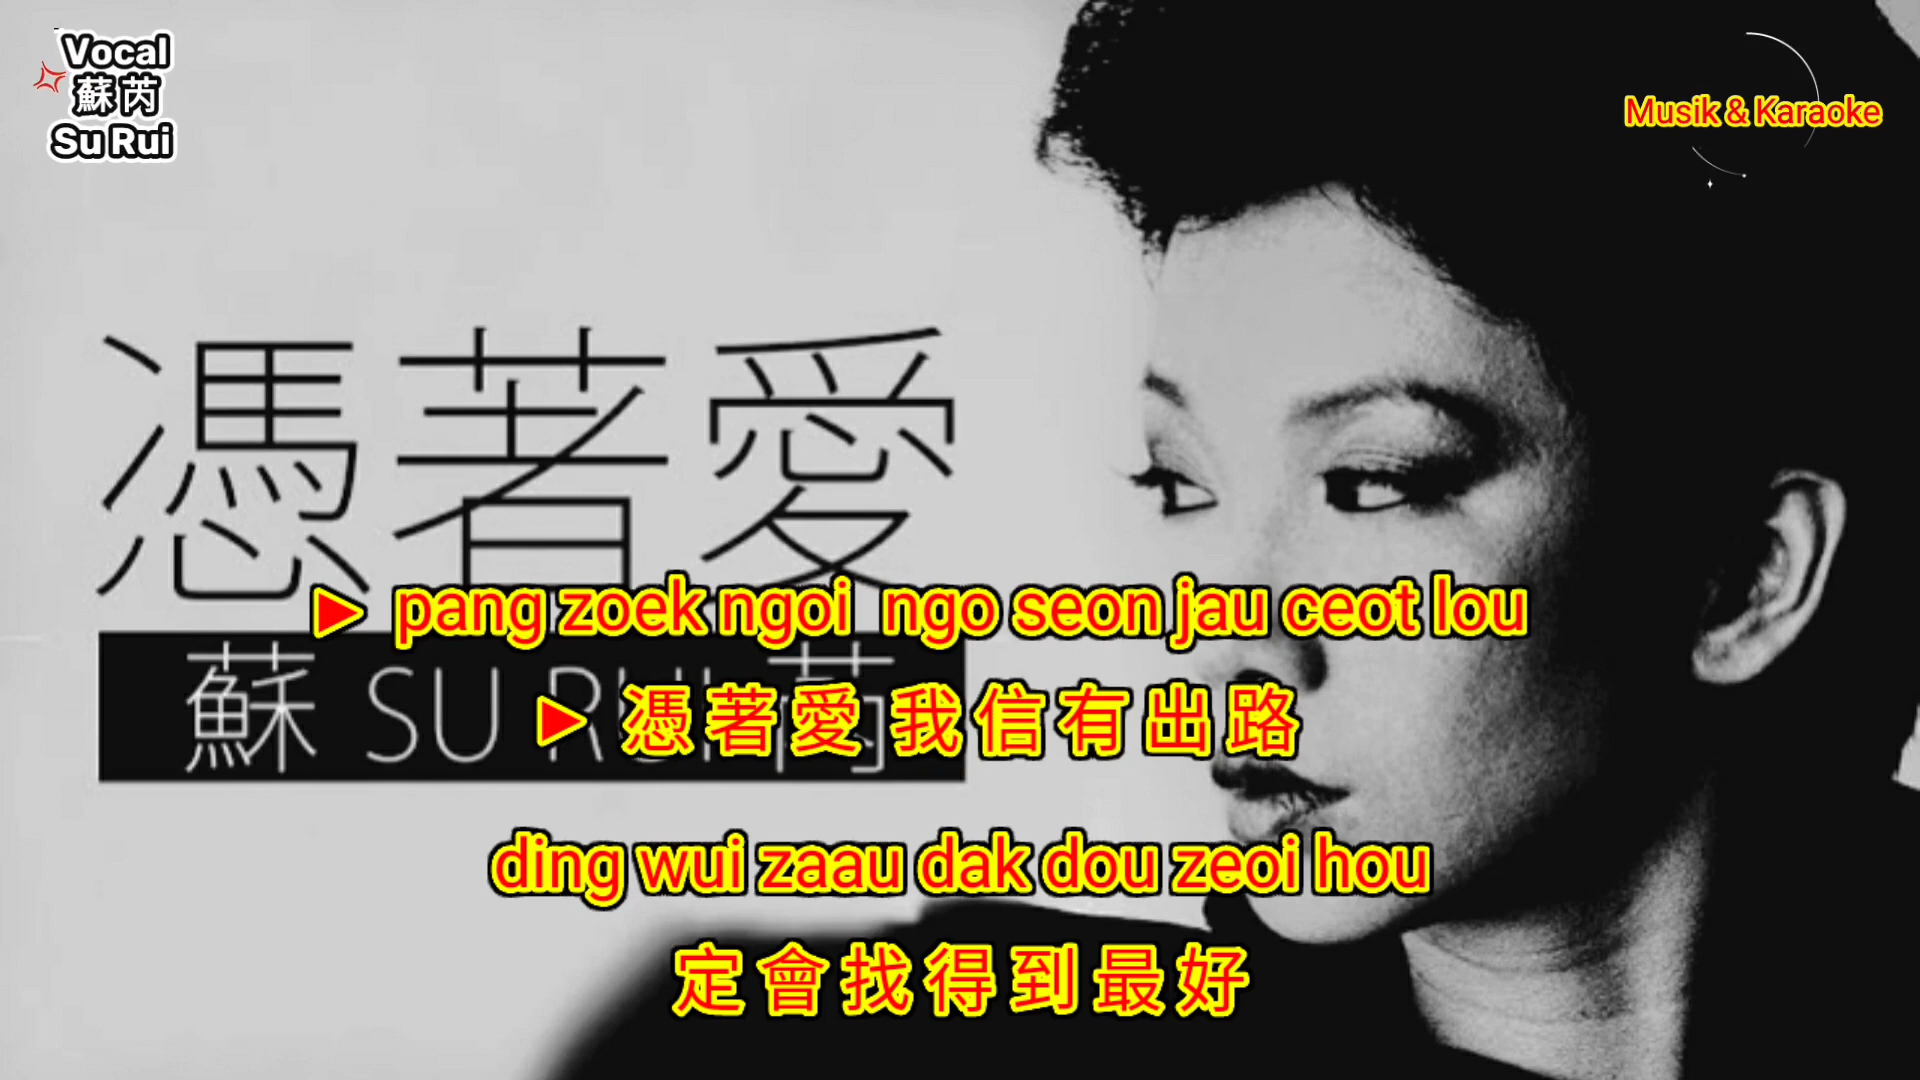 Vocal
蘇芮
Su Rui
Musik & Karaoke
憑著愛
► pang zoek ngoi ngo seon jau ceot lou
蘇 SU RUI 芮
► 憑著愛 我信有出路
ding wui zaau dak dou zeoi hou
定會找得到最好